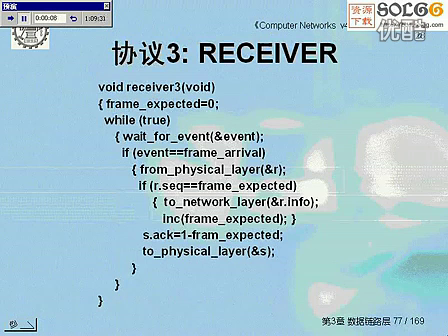 预演
0:00:08
1:09:31
《Computer Networks v4
资源
下载
SOL66
优酷
协议3: RECEIVER
void receiver3(void)
{ frame_expected=0;
while (true)
{ wait_for_event(&event);
if (event==frame_arrival)
{ from_physical_layer(&r);
if (r.seq==frame_expected)
{ to_network_layer(&r.info);
inc(frame_expected); }
s.ack=1-fram_expected;
to_physical_layer(&s);
}
}
}
第3章 数据链路层 77 / 169